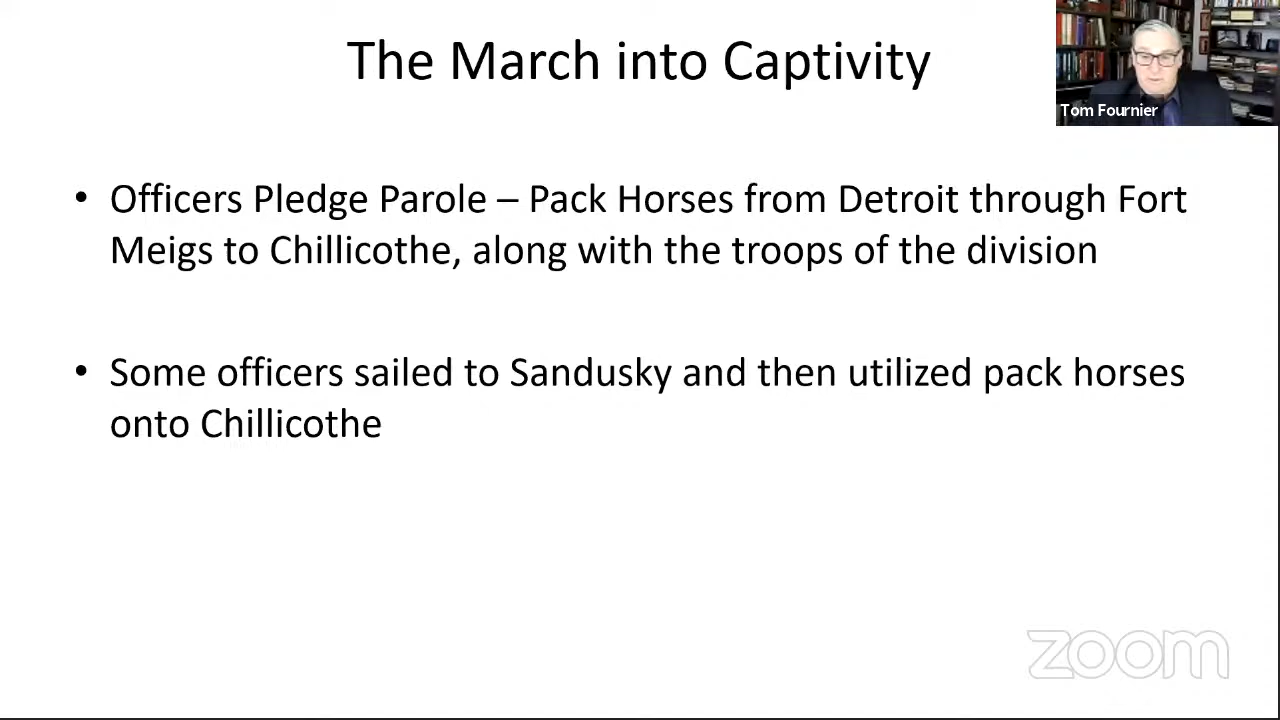 The March into Captivity
Tom Fournier
• Officers Pledge Parole – Pack Horses from Detroit through Fort
Meigs to Chillicothe, along with the troops of the division
• Some officers sailed to Sandusky and then utilized pack horses
onto Chillicothe
zoom